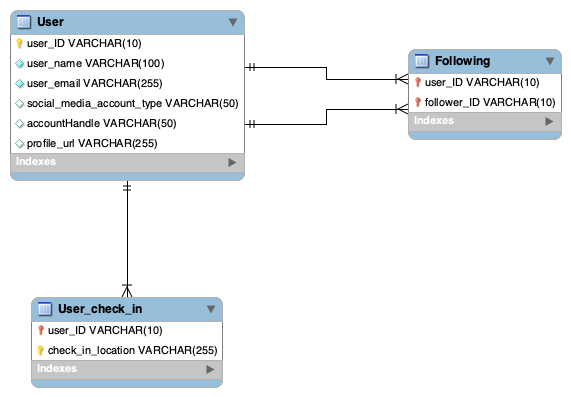 User
user_ID VARCHAR(10)
user_name VARCHAR(100)
user_email VARCHAR(255)
social_media_account_type VARCHAR(50)
accountHandle VARCHAR(50)
profile_url VARCHAR(255)
Indexes
Following
user_ID VARCHAR(10)
follower_ID VARCHAR(10)
Indexes
User_check_in
user_ID VARCHAR(10)
check_in_location VARCHAR(255)
Indexes